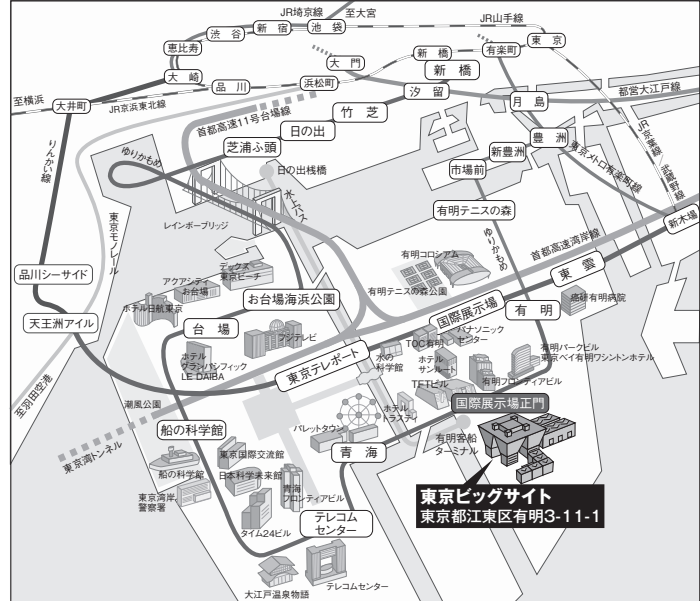 JR埼京線
至大宮
JR山手線
渋谷
新宿
池袋
恵比寿
大崎
品川
浜松町
大門
新橋
有楽町
東京
新橋
汐留
至横浜
大井町
JR京浜東北線
首都高速11号台場線
竹芝
日の出
芝浦ふ頭
月島
都営大江戸線
豊洲
新豊洲
市場前
東京メトロ有楽町線
JR京葉線/武蔵野線
新木場
りんかい線
ゆりかもめ
日の出桟橋
水上バス
レインボーブリッジ
有明テニスの森
ゆりかもめ
首都高速湾岸線
東京モノレール
品川シーサイド
天王洲アイル
至羽田空港
デックス
東京ビーチ
アクアシティ
お台場
ホテル日航東京
お台場海浜公園
台場
フジテレビ
ホテル
グランパシフィック
LE DAIBA
有明コロシアム
有明テニスの森公園
東雲
国際展示場
有明
癌研有明病院
パナソニック
センター
TOC有明
水の
科学館
ホテル
サンルート
TFTビル
有明パークビル
東京ベイ有明ワシントンホテル
有明フロンティアビル
東京テレポート
潮風公園
東京湾トンネル
船の科学館
船の科学館
東京国際交流館
日本科学未来館
東京湾岸
警察署
青海
フロンティアビル
タイム24ビル
パレットタウン
ホテル
トラスティ
青海
国際展示場正門
有明客船
ターミナル
東京ビッグサイト
東京都江東区有明3-11-1
テレコム
センター
テレコムセンター
大江戸温泉物語